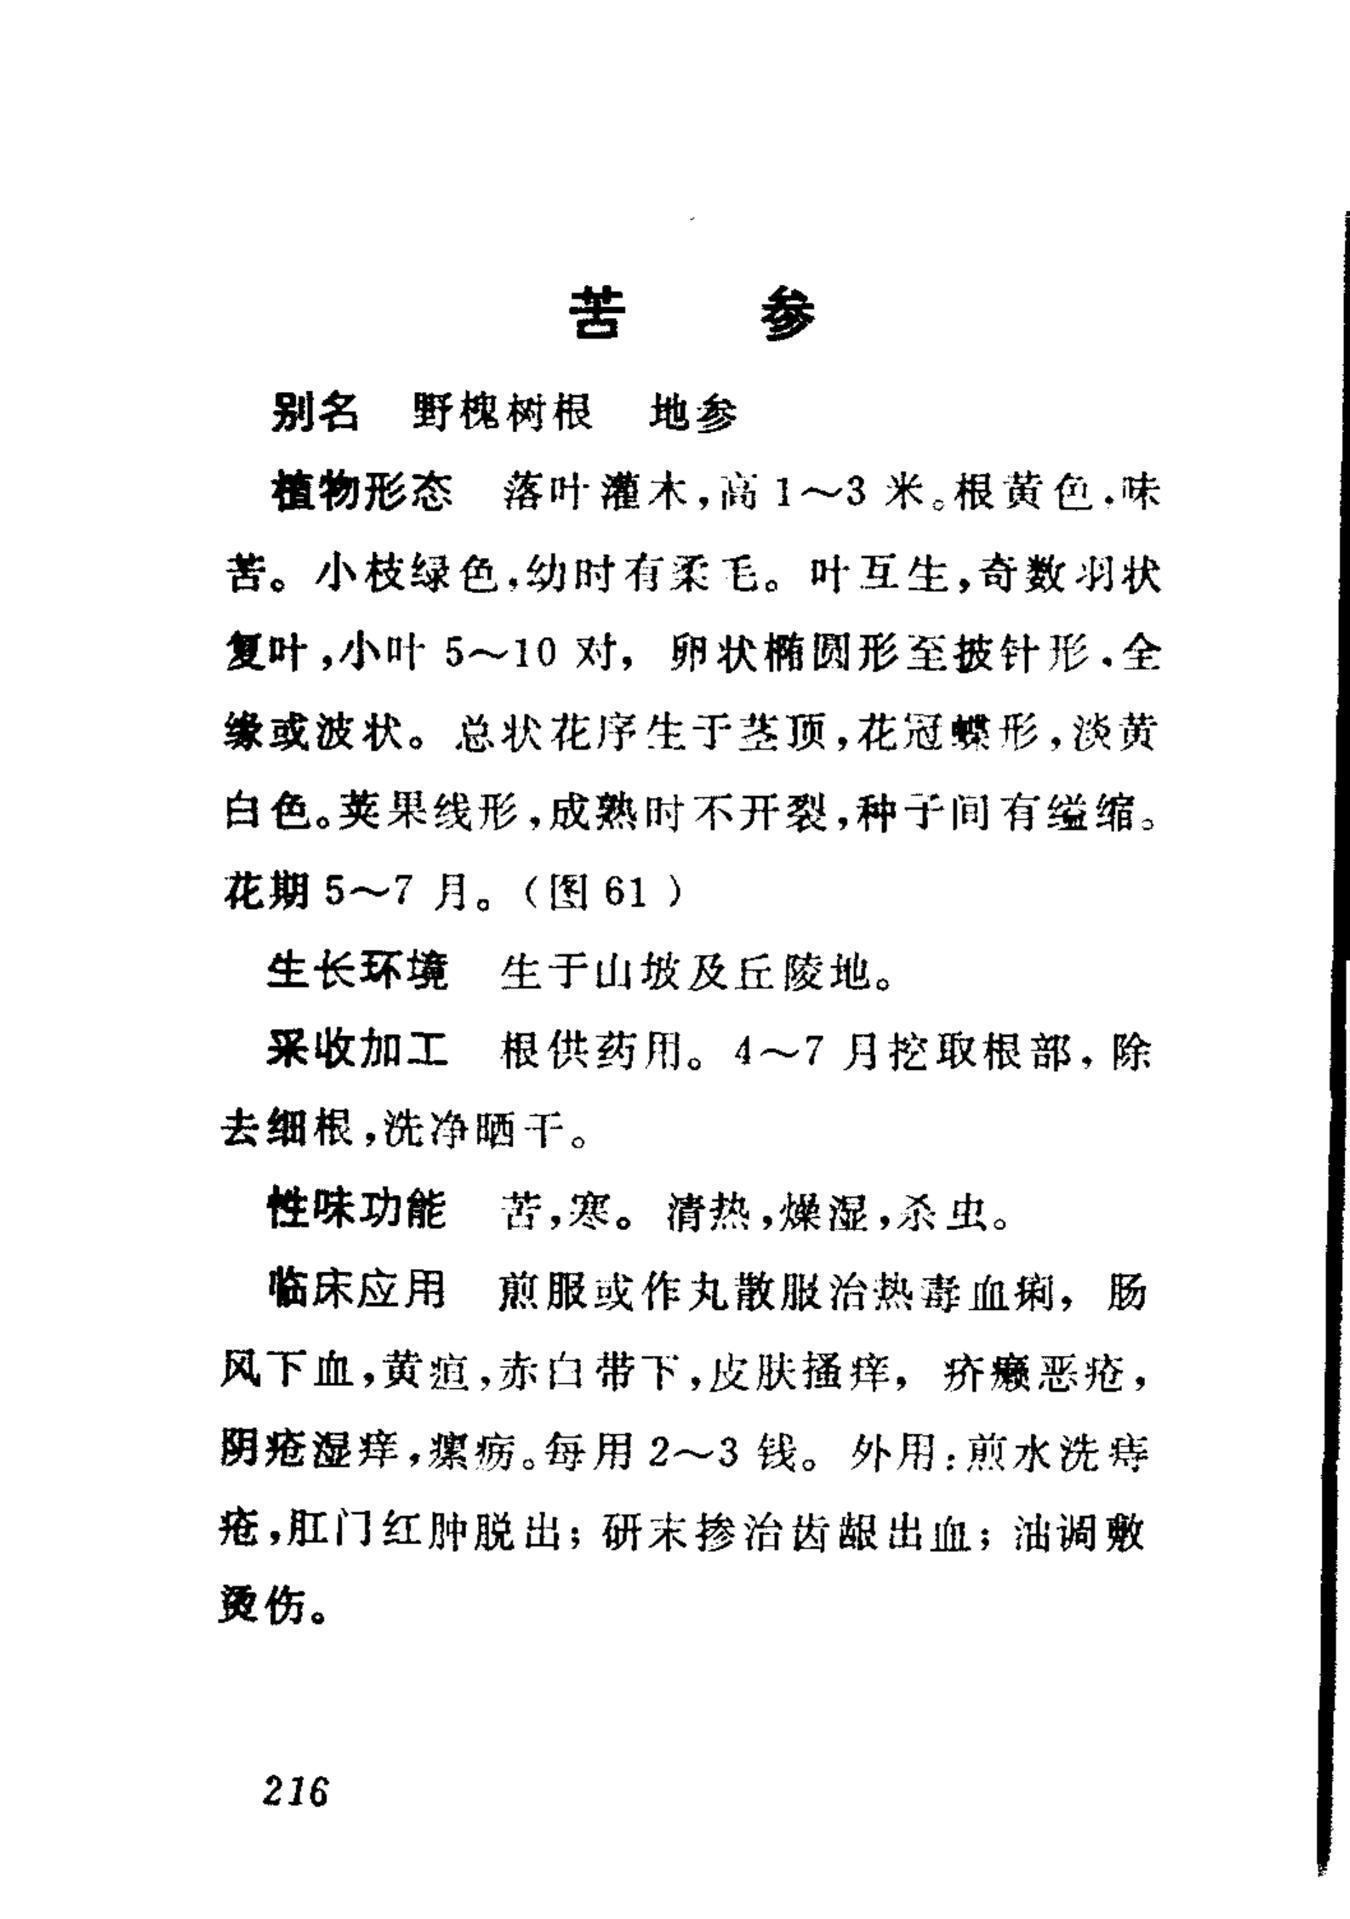 苦 参
别名 野槐树根 地参
植物形态 落叶灌木,高1～3米。根黄色,味
苦。小枝绿色,幼时有柔毛。叶互生,奇数羽状
复叶,小叶5～10对，卵状椭圆形至披针形,全
缘或波状。总状花序生于茎顶,花冠蝶形,淡黄
白色。荚果线形,成熟时不开裂,种子间有缢缩。
花期5～7月。（图61）
生长环境 生于山坡及丘陵地。
采收加工 根供药用。4～7月挖取根部，除
去细根,洗净晒干。
性味功能 苦,寒。清热,燥湿,杀虫。
临床应用 煎服或作丸散服治热毒血痢，肠
风下血,黄疸,赤白带下,皮肤搔痒，疥癞恶疮,
阴疮湿痒,瘰疬。每用2～3钱。外用:煎水洗痔
疮,肛门红肿脱出；研末掺治齿龈出血；油调敷
烫伤。
216